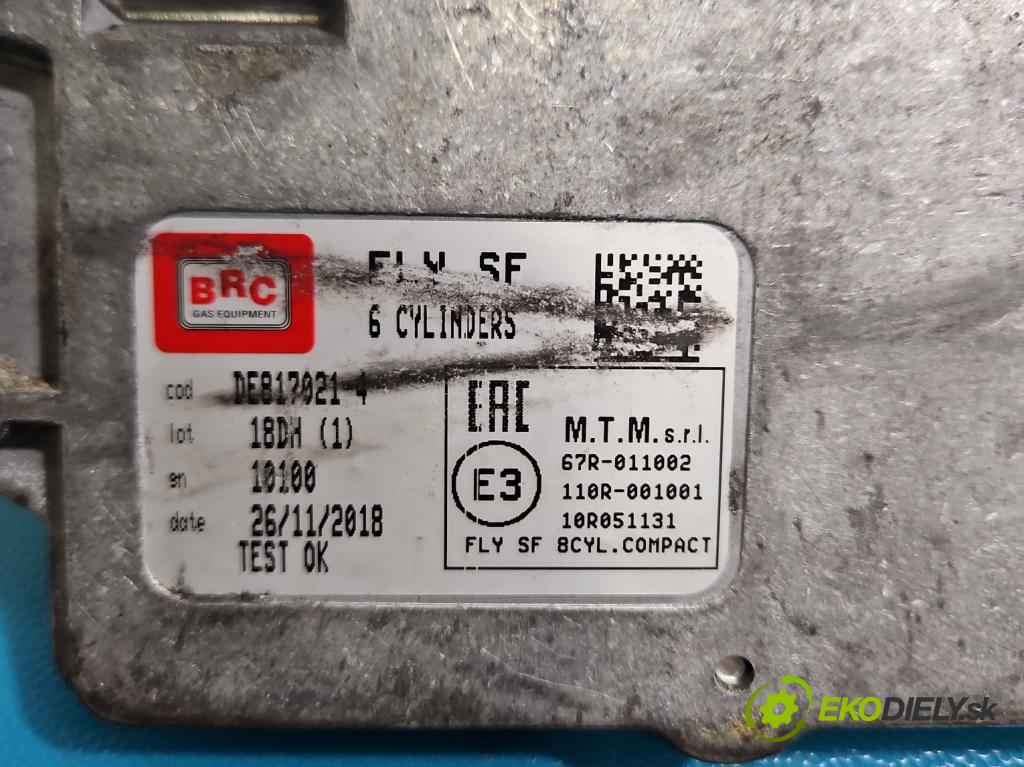 BRC
GAS EQUIPMENT
FLY SF
6 CYLINDERS
cod DE817021-4
lot 18DH (1)
sn 10100
date 26/11/2018
TEST OK
EAC
E3
M.T.M. s.r.l.
67R-011002
110R-001001
10R051131
FLY SF 8CYL.COMPACT
EKODIELY.sk